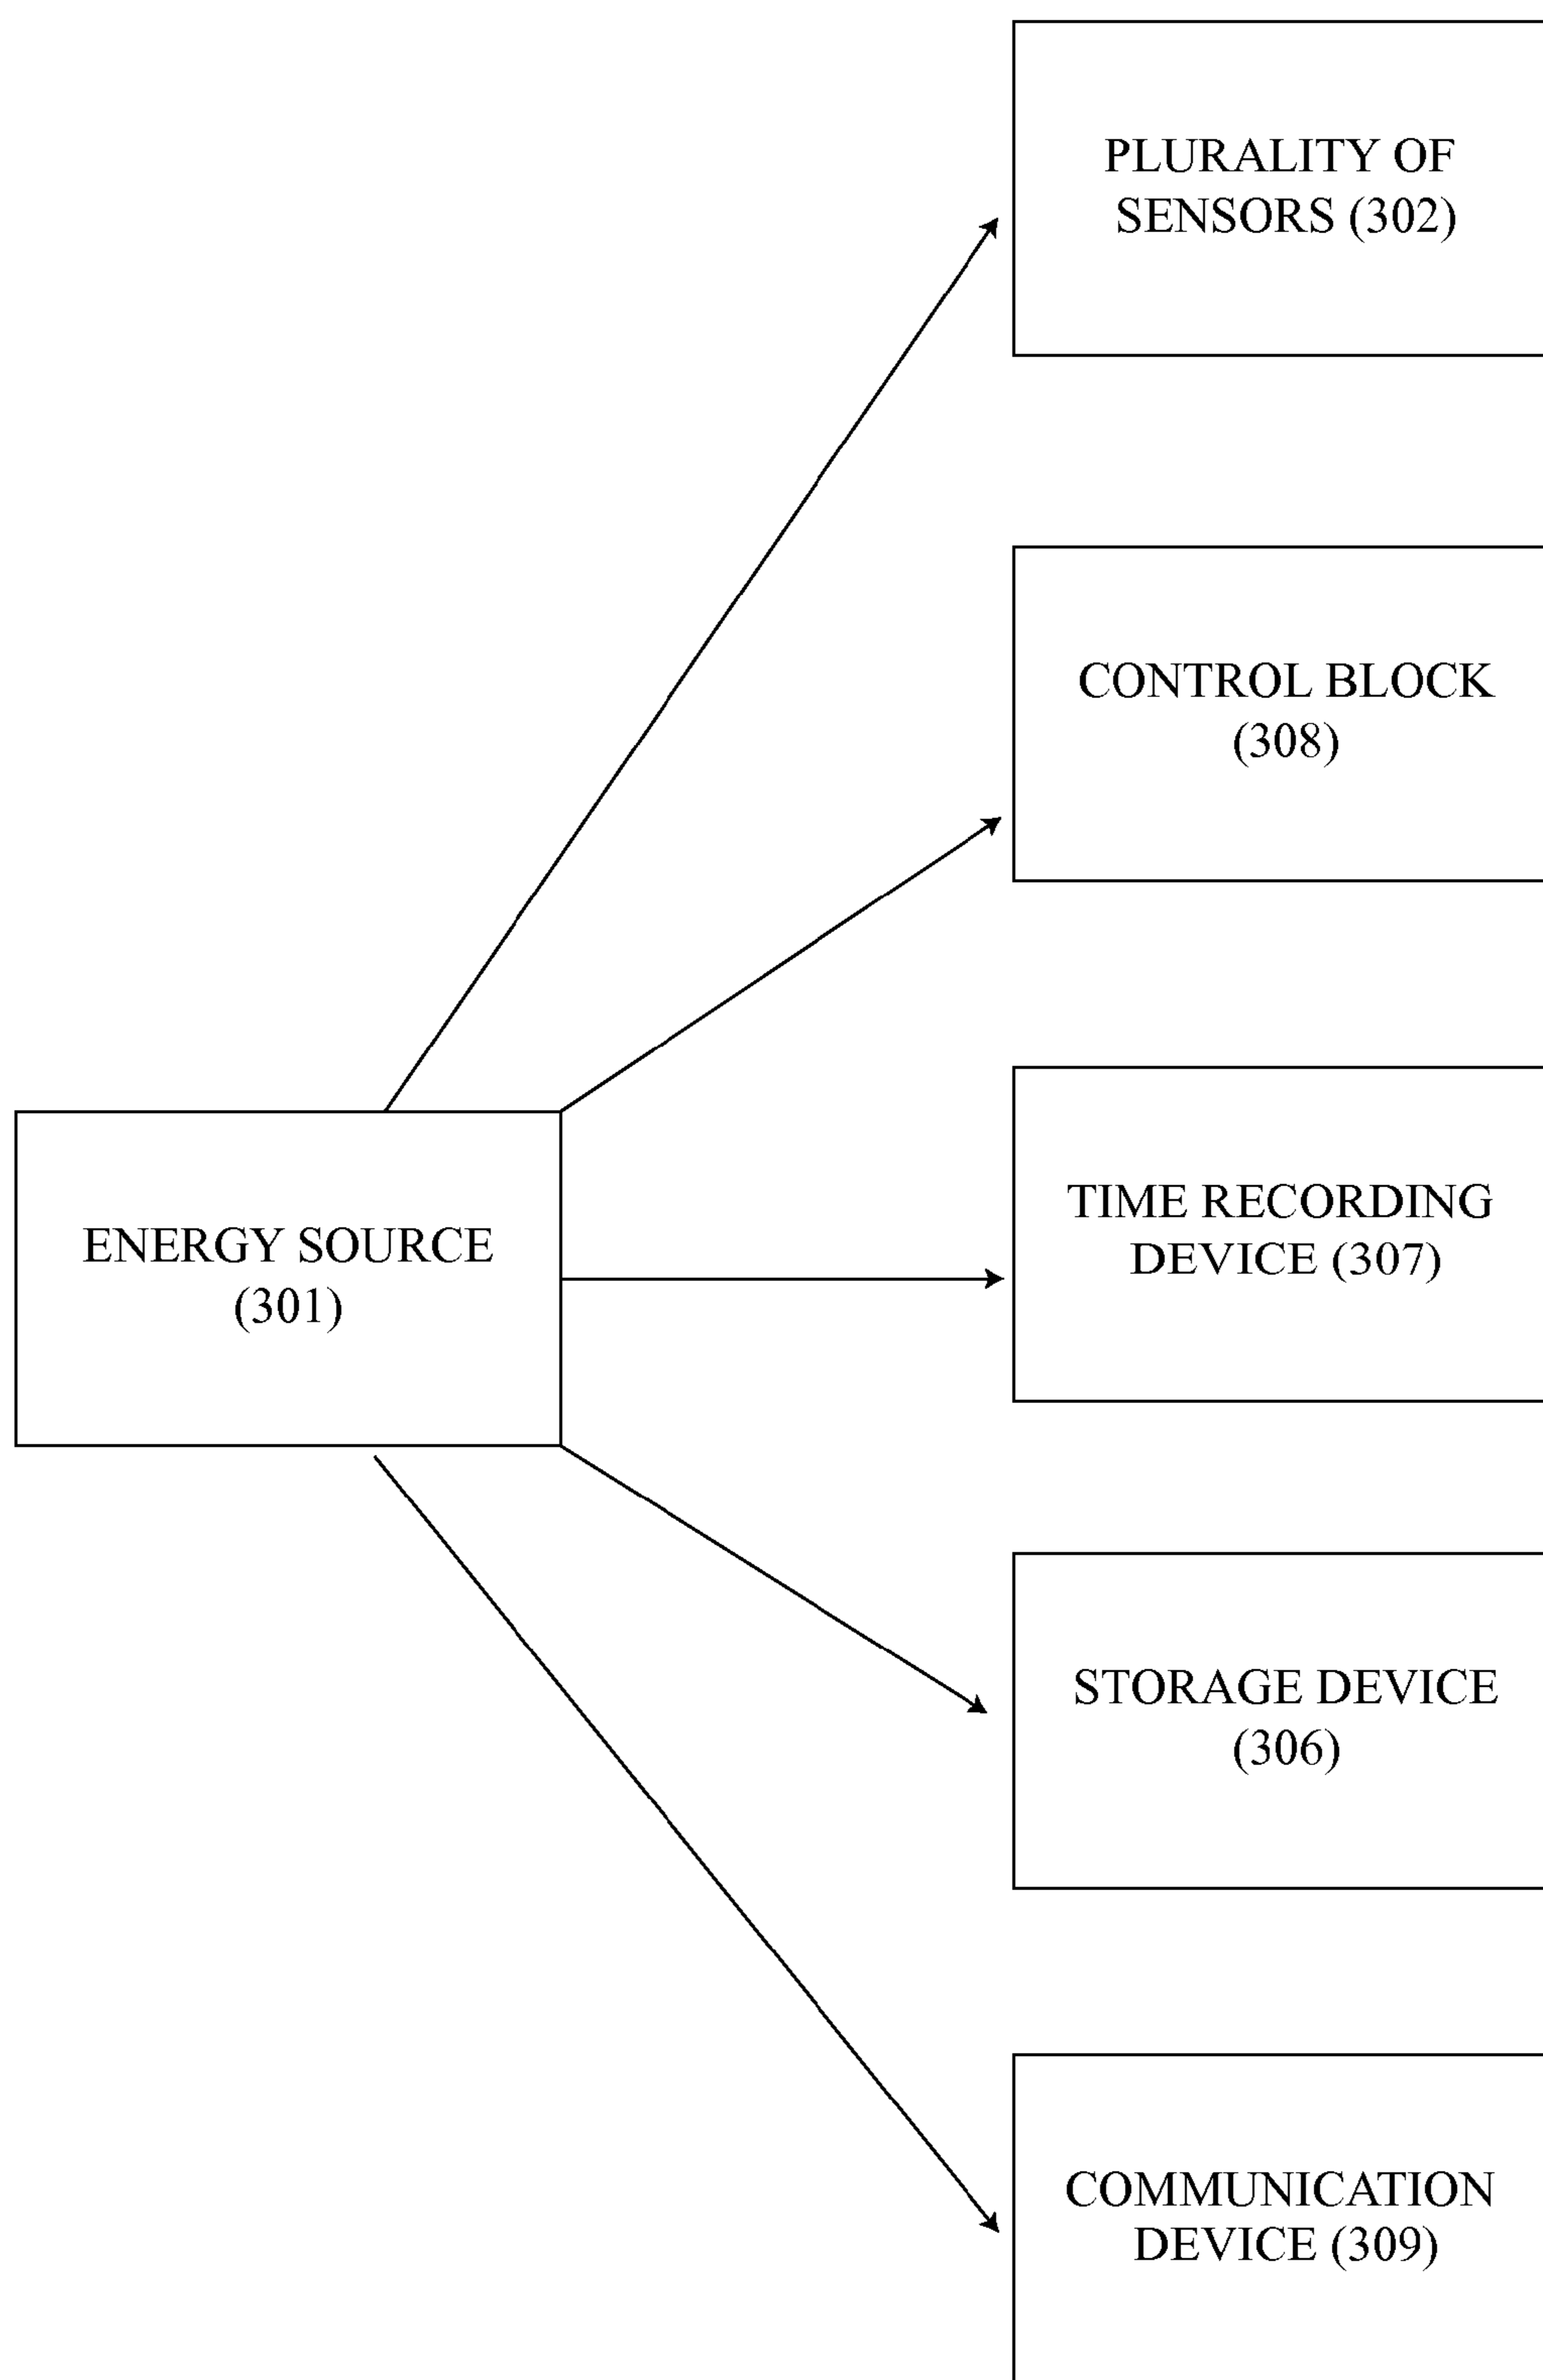 PLURALITY OF
SENSORS (302)
CONTROL BLOCK
(308)
TIME RECORDING
DEVICE (307)
ENERGY SOURCE
(301)
STORAGE DEVICE
(306)
COMMUNICATION
DEVICE (309)